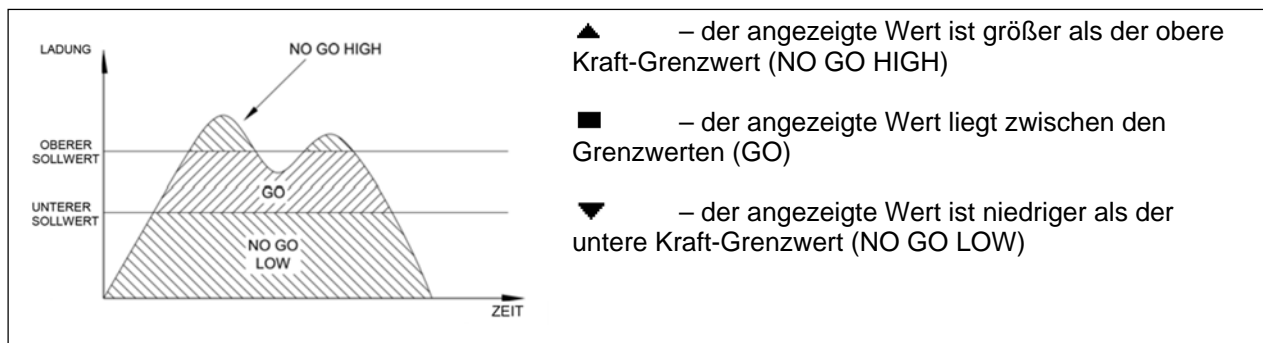 LADUNG
NO GO HIGH
OBERER
SOLLWERT
GO
UNTERER
SOLLWERT
NO GO
LOW
ZEIT
▲ – der angezeigte Wert ist größer als der obere
Kraft-Grenzwert (NO GO HIGH)
■ – der angezeigte Wert liegt zwischen den
Grenzwerten (GO)
▼ – der angezeigte Wert ist niedriger als der
untere Kraft-Grenzwert (NO GO LOW)